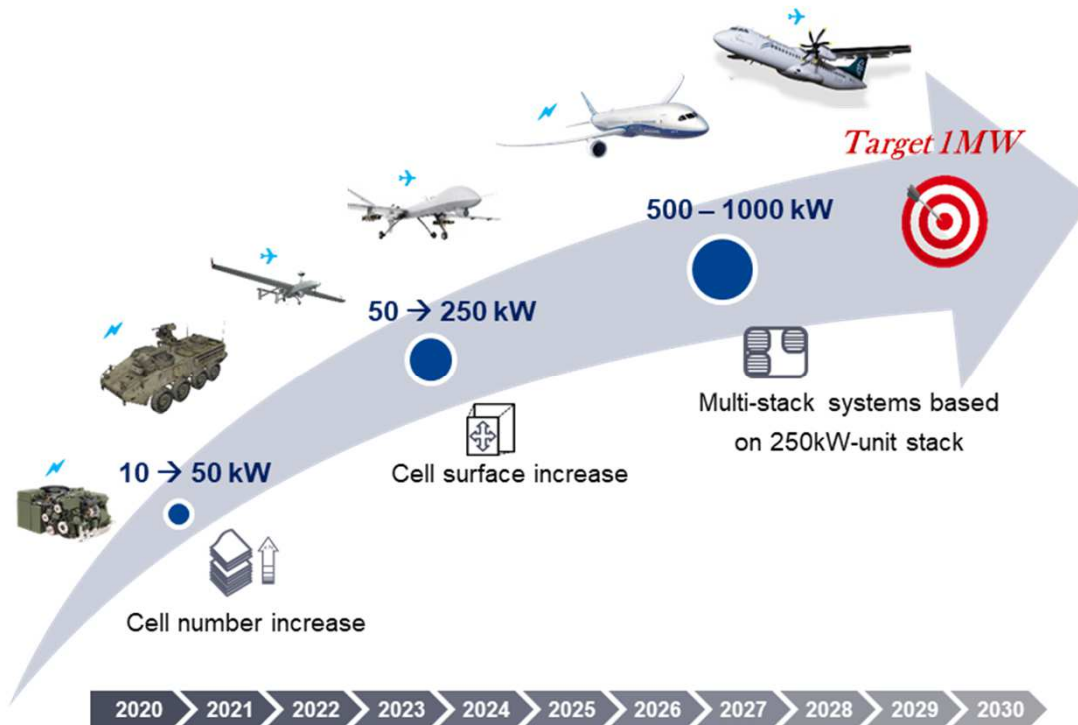 Target 1MW
500 – 1000 kW
50 → 250 kW
Multi-stack systems based
on 250kW-unit stack
10 → 50 kW
Cell surface increase
Cell number increase
2020 2021 2022 2023 2024 2025 2026 2027 2028 2029 2030